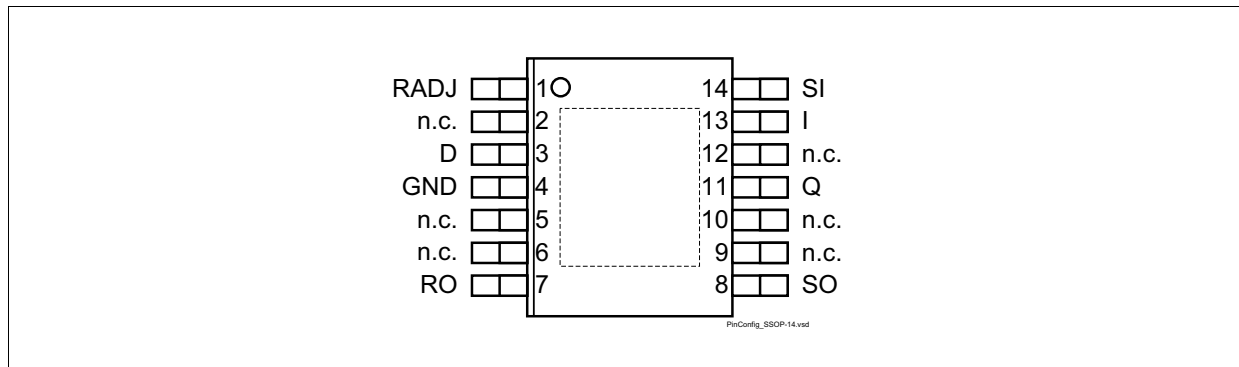 RADJ 1 14 SI
n.c. 2 13 I
D 3 12 n.c.
GND 4 11 Q
n.c. 5 10 n.c.
n.c. 6 9 n.c.
RO 7 8 SO
PinConfig_SSOP-14.vsd